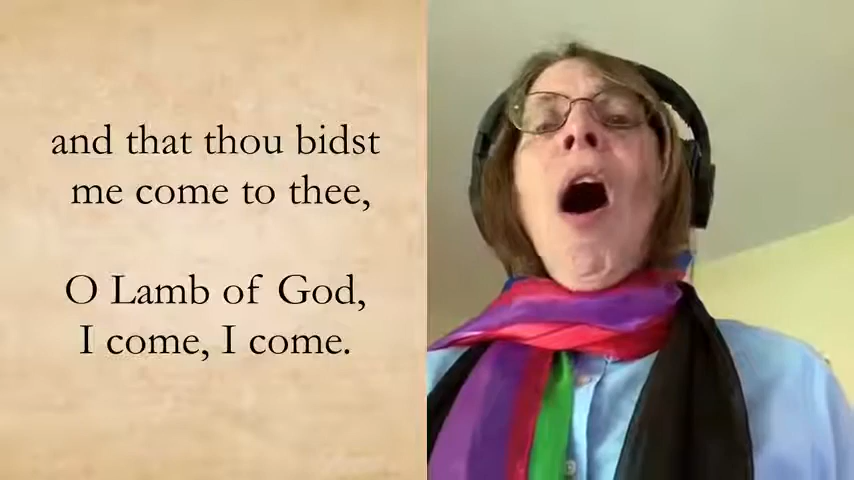 and that thou bidst
me come to thee,
O Lamb of God,
I come, I come.